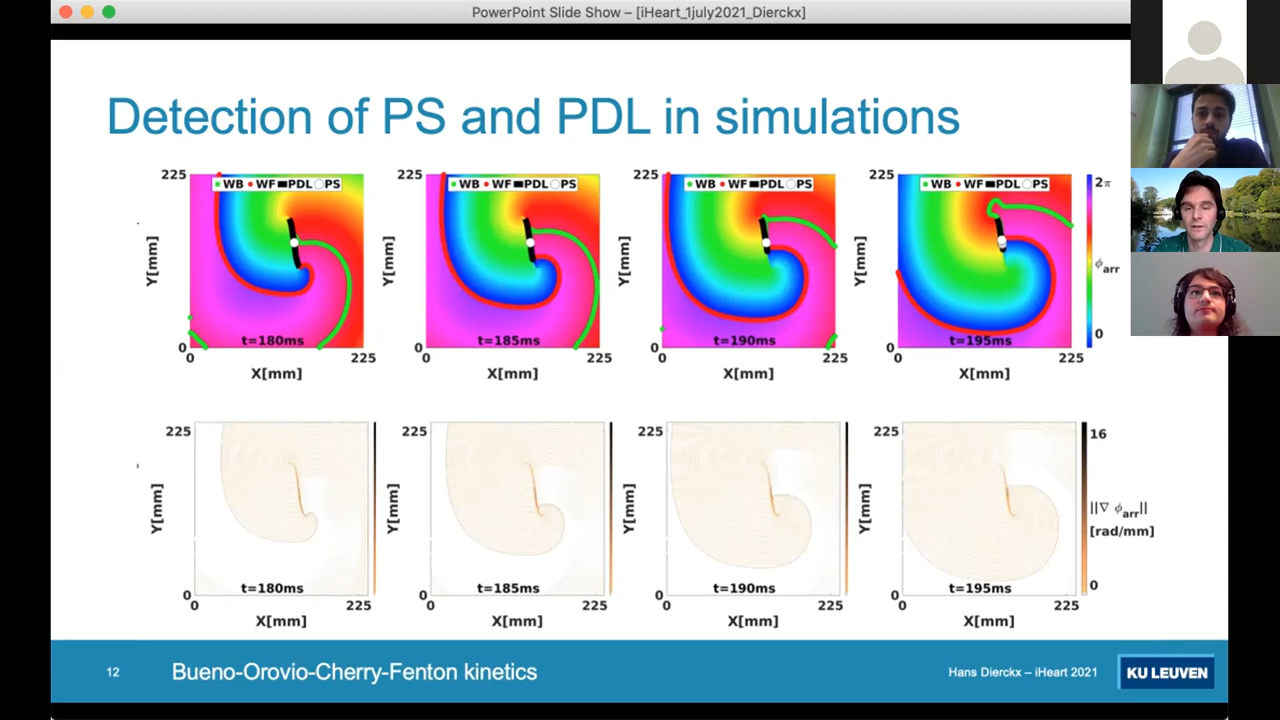 PowerPoint Slide Show – [iHeart_1july2021_Dierckx]
Detection of PS and PDL in simulations
225 225 225 225
WB WF PDL PS WB WF PDL PS WB WF PDL PS WB WF PDL PS
2π
Y[mm] Y[mm] Y[mm] Y[mm]
ϕarr
t=180ms t=185ms t=190ms t=195ms
0 0 0 0 0
0 225 0 225 0 225 0 225
X[mm] X[mm] X[mm] X[mm]
225 225 225 225 16
Y[mm] Y[mm] Y[mm] Y[mm]
||∇ ϕarr||
[rad/mm]
t=180ms t=185ms t=190ms t=195ms
0 0 0 0 0
0 225 0 225 0 225 0 225
X[mm] X[mm] X[mm] X[mm]
12 Bueno-Orovio-Cherry-Fenton kinetics Hans Dierckx – iHeart 2021 KU LEUVEN